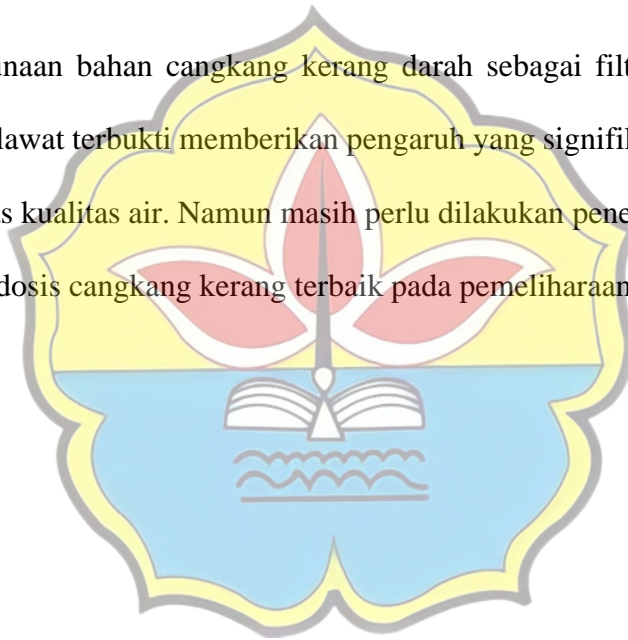 unaan bahan cangkang kerang darah sebagai filt
lawat terbukti memberikan pengaruh yang signifi
s kualitas air. Namun masih perlu dilakukan pene
dosis cangkang kerang terbaik pada pemeliharaan